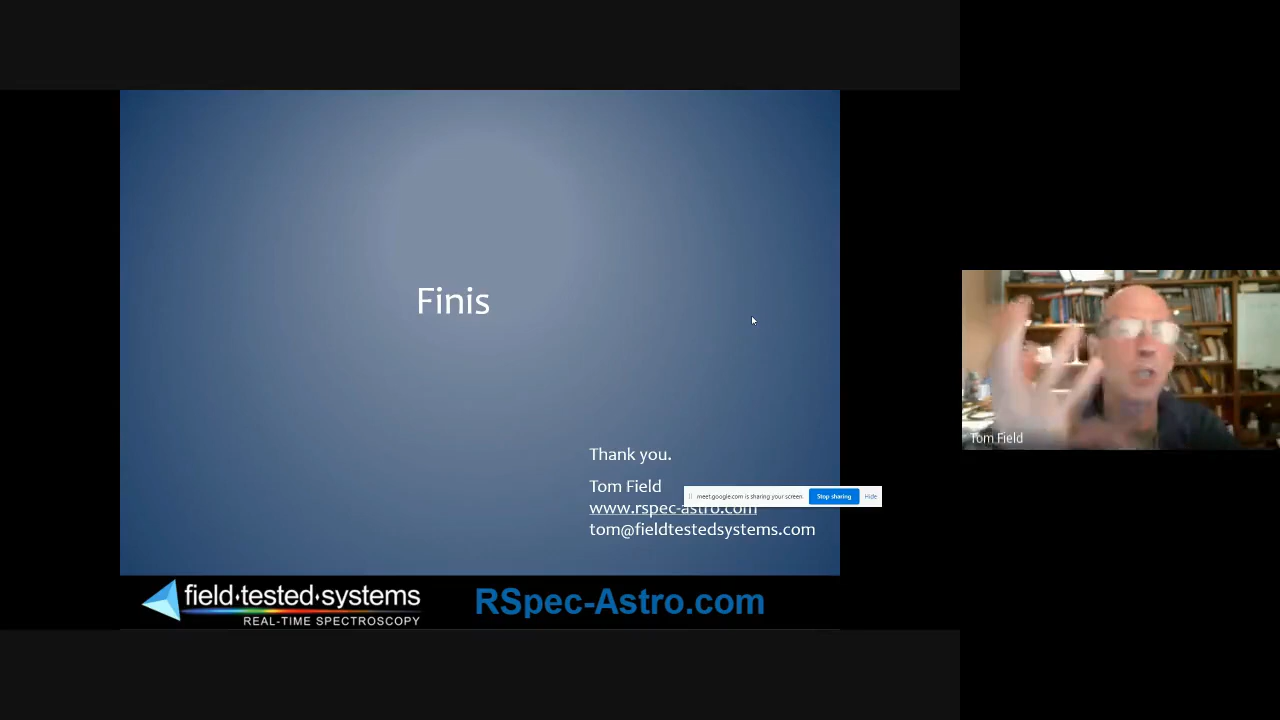 Finis
Thank you.
Tom Field
meet.google.com is sharing your screen.
Stop sharing
Hide
www.rspec-astro.com
tom@fieldtestedsystems.com
Tom Field
field·tested·systems
REAL-TIME SPECTROSCOPY
RSpec-Astro.com